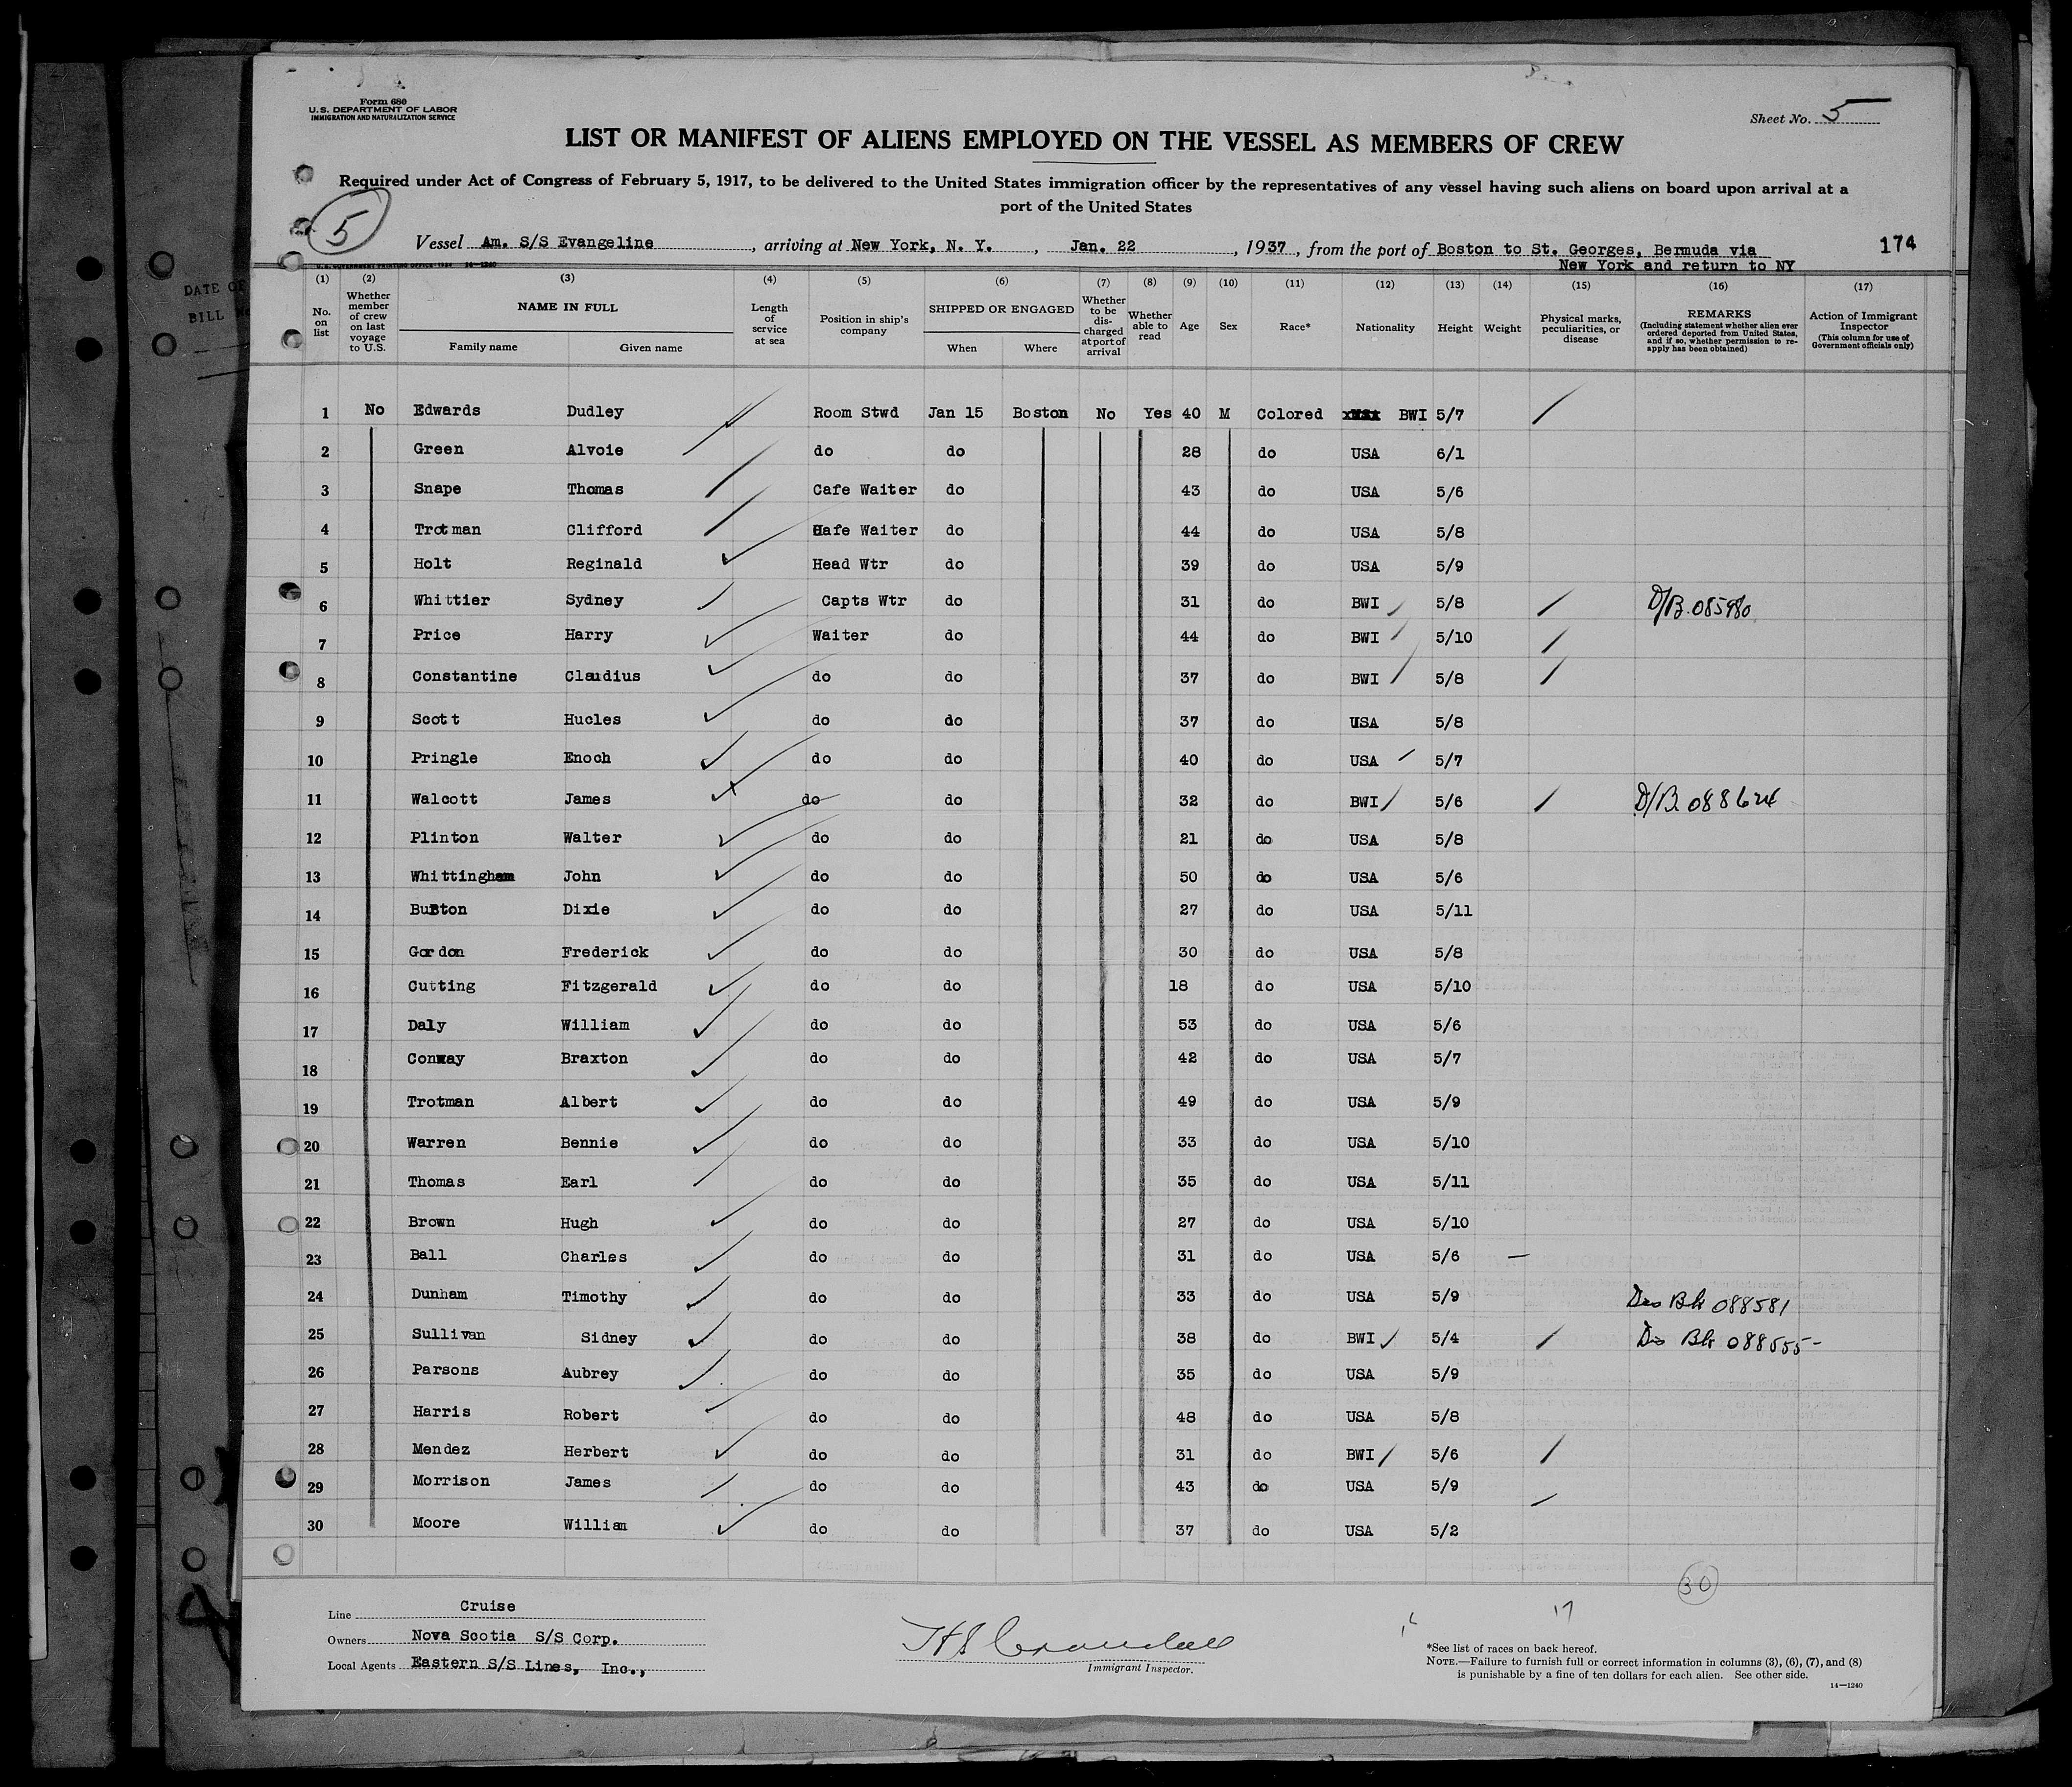 Form 680
U.S. DEPARTMENT OF LABOR
IMMIGRATION AND NATURALIZATION SERVICE
Sheet No. 5
LIST OR MANIFEST OF ALIENS EMPLOYED ON THE VESSEL AS MEMBERS OF CREW
Required under Act of Congress of February 5, 1917, to be delivered to the United States immigration officer by the representatives of any vessel having such aliens on board upon arrival at a
port of the United States
5
Vessel Am. S/S Evangeline, arriving at New York, N. Y., Jan. 22, 1937, from the port of Boston to St. Georges, Bermuda via 174
New York and return to NY
DATE OF
BILL
(1) (2) (3) (4) (5) (6) (7) (8) (9) (10) (11) (12) (13) (14) (15) (16) (17)
No. on list
Whether member of crew on last voyage to U.S.
NAME IN FULL
Family name Given name
Length of service at sea
Position in ship's company
SHIPPED OR ENGAGED
When Where
Whether to be discharged at port of arrival
Whether able to read
Age
Sex
Race*
Nationality
Height
Weight
Physical marks, peculiarities, or disease
REMARKS
(Including statement whether alien ever ordered deported from United States, and if so, whether permission to reapply has been obtained)
Action of Immigrant Inspector
(This column for use of Government officials only)
1 No Edwards Dudley Room Stwd Jan 15 Boston No Yes 40 M Colored BWI 5/7
2 Green Alvoie do do 28 do USA 6/1
3 Snape Thomas Cafe Waiter do 43 do USA 5/6
4 Trotman Clifford Cafe Waiter do 44 do USA 5/8
5 Holt Reginald Head Wtr do 39 do USA 5/9
6 Whittier Sydney Capts Wtr do 31 do BWI 5/8 D/B. 085980
7 Price Harry Waiter do 44 do BWI 5/10
8 Constantine Claudius do do 37 do BWI 5/8
9 Scott Hucles do do 37 do USA 5/8
10 Pringle Enoch do do 40 do USA 5/7
11 Walcott James do do 32 do BWI 5/6 D/B. 088624
12 Plinton Walter do do 21 do USA 5/8
13 Whittingham John do do 50 do USA 5/6
14 Burton Dixie do do 27 do USA 5/11
15 Gordon Frederick do do 30 do USA 5/8
16 Cutting Fitzgerald do do 18 do USA 5/10
17 Daly William do do 53 do USA 5/6
18 Conway Braxton do do 42 do USA 5/7
19 Trotman Albert do do 49 do USA 5/9
20 Warren Bennie do do 33 do USA 5/10
21 Thomas Earl do do 35 do USA 5/11
22 Brown Hugh do do 27 do USA 5/10
23 Ball Charles do do 31 do USA 5/6
24 Dunham Timothy do do 33 do USA 5/9 Dis Bk 088581
25 Sullivan Sidney do do 38 do BWI 5/4 Dis Bk 088555
26 Parsons Aubrey do do 35 do USA 5/9
27 Harris Robert do do 48 do USA 5/8
28 Mendez Herbert do do 31 do BWI 5/6
29 Morrison James do do 43 do USA 5/9
30 Moore William do do 37 do USA 5/2
30
17
Line Cruise
Owners Nova Scotia S/S Corp.
Local Agents Eastern S/S Lines, Inc.,
H S Crandall
Immigrant Inspector.
*See list of races on back hereof.
NOTE.—Failure to furnish full or correct information in columns (3), (6), (7), and (8)
is punishable by a fine of ten dollars for each alien. See other side.
14—1240